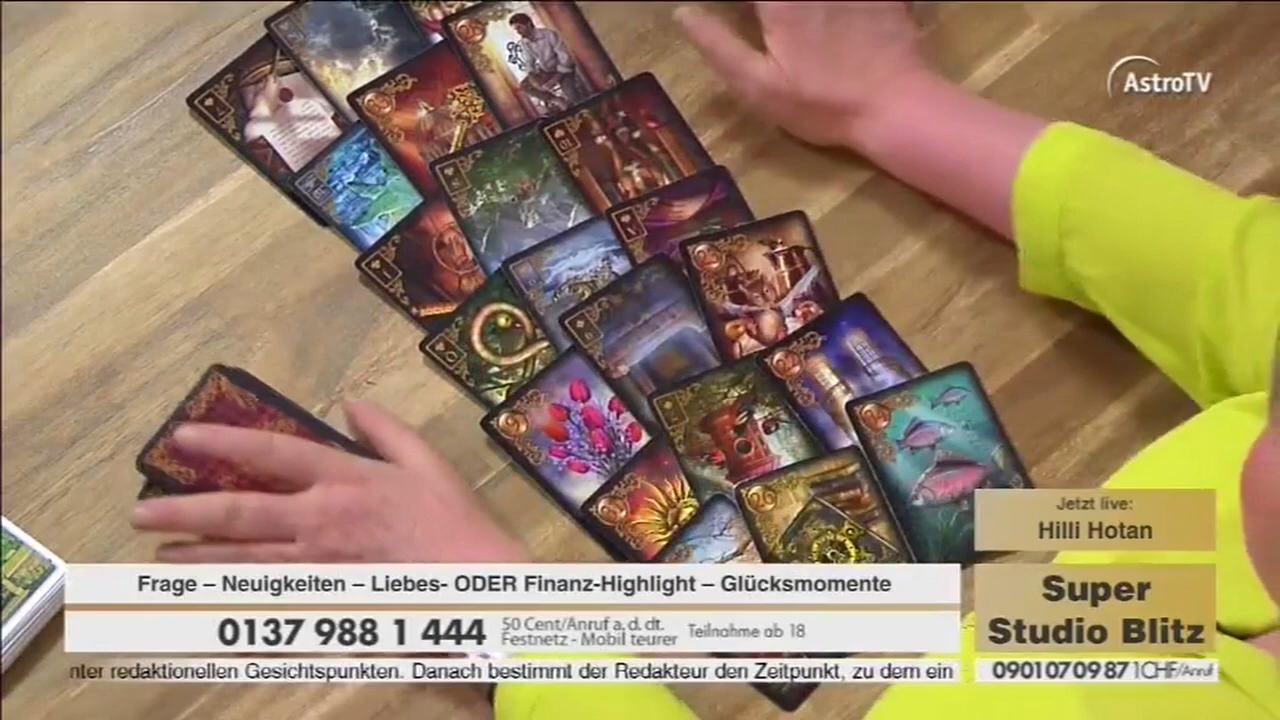 AstroTV
Jetzt live:
Hilli Hotan
Frage – Neuigkeiten – Liebes- ODER Finanz-Highlight – Glücksmomente
0137 988 1 444
50 Cent/Anruf a. d. dt.
Festnetz - Mobil teurer
Teilnahme ab 18
Super
Studio Blitz
nter redaktionellen Gesichtspunkten. Danach bestimmt der Redakteur den Zeitpunkt, zu dem ein
0901070987 1CHF/Anruf